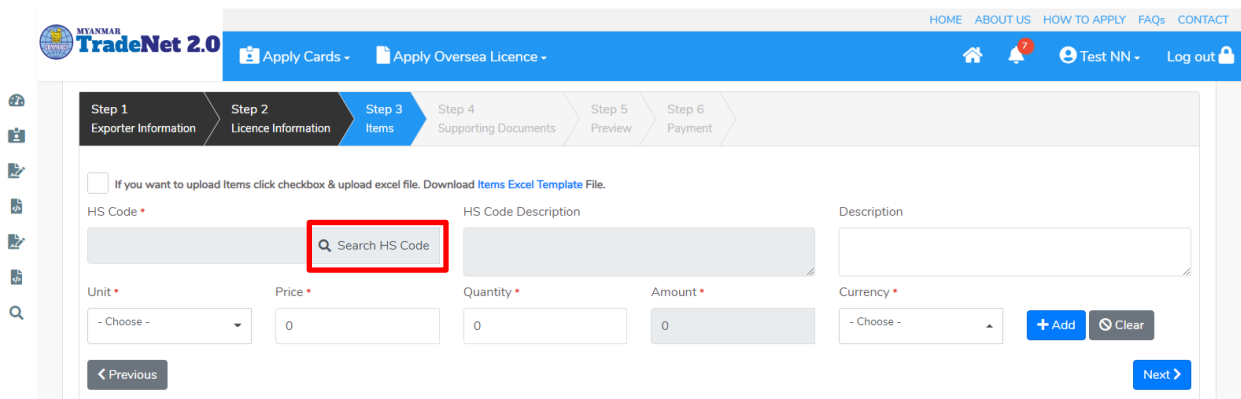 HOME ABOUT US HOW TO APPLY FAQs CONTACT
MYANMAR
TradeNet 2.0
Apply Cards
Apply Oversea Licence
7
Test NN
Log out
Step 1
Exporter Information
Step 2
Licence Information
Step 3
Items
Step 4
Supporting Documents
Step 5
Preview
Step 6
Payment
If you want to upload Items click checkbox & upload excel file. Download Items Excel Template File.
HS Code *
HS Code Description
Description
Search HS Code
Unit *
Price *
Quantity *
Amount *
Currency *
- Choose -
0
0
0
- Choose -
+ Add
Clear
Previous
Next